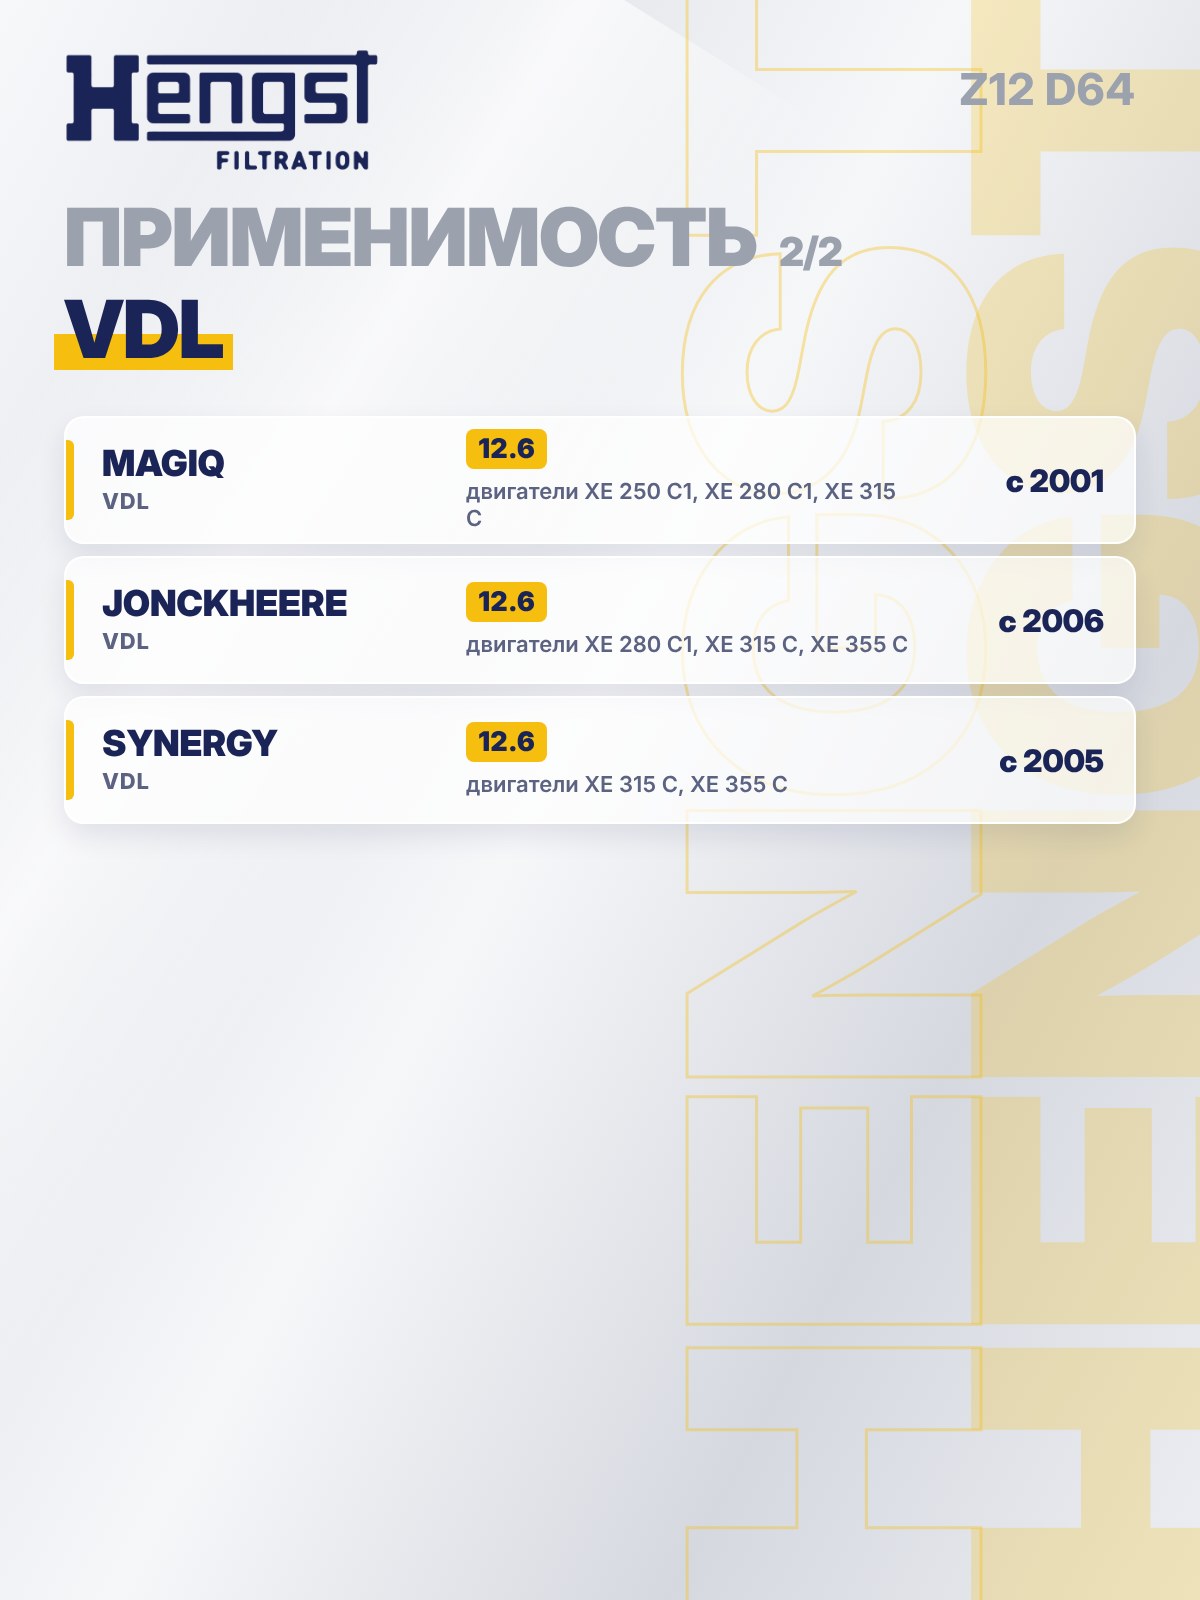 Hengst
FILTRATION
Z12 D64
ПРИМЕНИМОСТЬ 2/2
VDL
MAGIQ
VDL
12.6
двигатели XE 250 C1, XE 280 C1, XE 315
C
с 2001
JONCKHEERE
VDL
12.6
двигатели XE 280 C1, XE 315 C, XE 355 C
с 2006
SYNERGY
VDL
12.6
двигатели XE 315 C, XE 355 C
с 2005
HENGST
HENGST